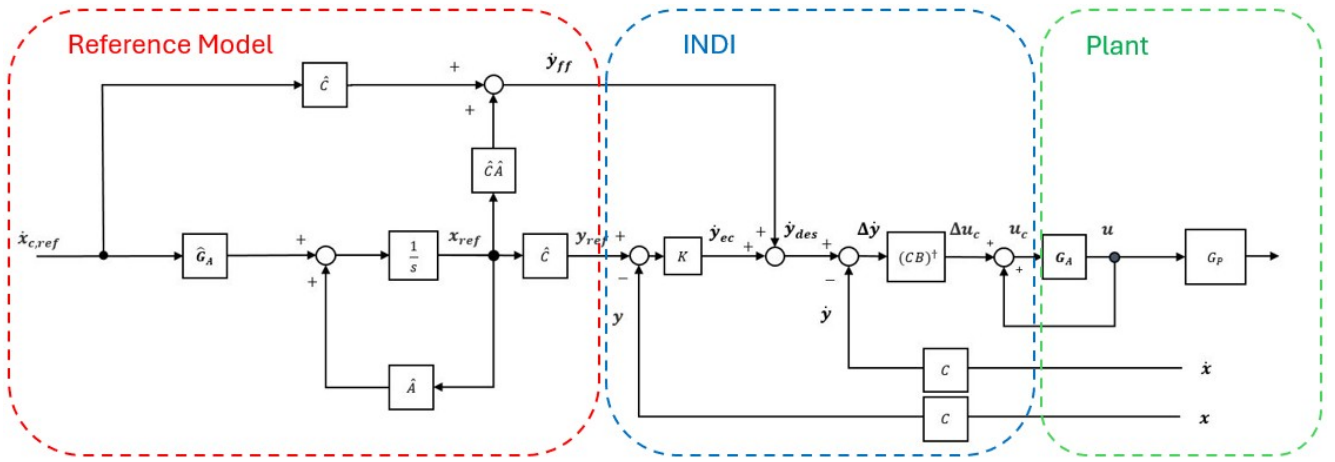 Reference Model
INDI
Plant
Ĉ
+
ẏ_ff
+
ĈÂ
ẋ_c,ref
Ĝ_A
+
+
1/s
x_ref
Ĉ
y_ref
+
−
K
ẏ_ec
+
+
ẏ_des
+
−
Δẏ
(CB)†
Δu_c
+
+
u_c
G_A
u
G_P
y
ẏ
Â
C
ẋ
C
x